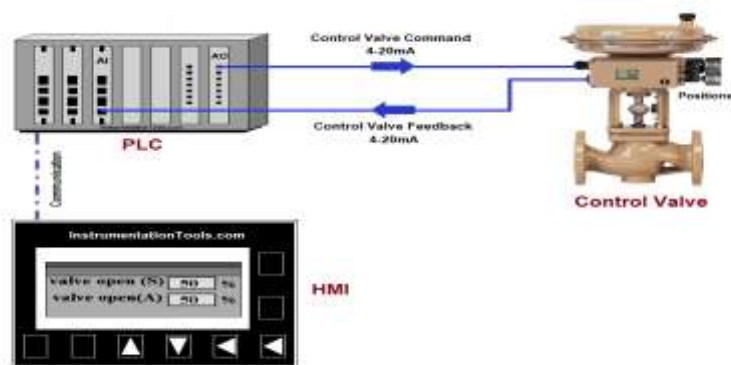 Control Valve Command
4-20mA
AI
AO
Positione
Control Valve Feedback
4-20mA
PLC
Communication
Control Valve
InstrumentationTools.com
valve open (S) 50 %
valve open(A) 50 %
HMI